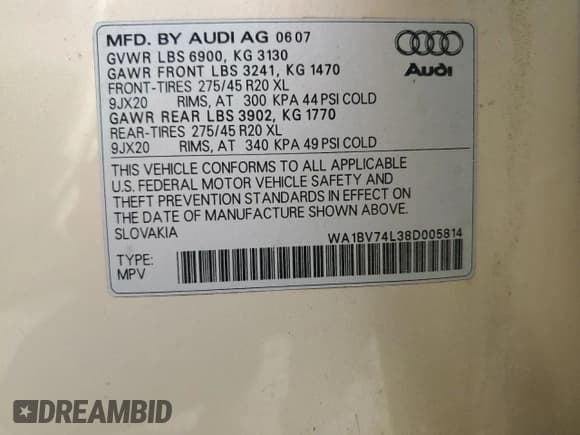 MFD. BY AUDI AG 06 07
GVWR LBS 6900, KG 3130
GAWR FRONT LBS 3241, KG 1470
FRONT-TIRES 275/45 R20 XL
9JX20 RIMS, AT 300 KPA 44 PSI COLD
GAWR REAR LBS 3902, KG 1770
REAR-TIRES 275/45 R20 XL
9JX20 RIMS, AT 340 KPA 49 PSI COLD
Audi
THIS VEHICLE CONFORMS TO ALL APPLICABLE
U.S. FEDERAL MOTOR VEHICLE SAFETY AND
THEFT PREVENTION STANDARDS IN EFFECT ON
THE DATE OF MANUFACTURE SHOWN ABOVE.
SLOVAKIA WA1BV74L38D005814
TYPE:
MPV
DREAMBID